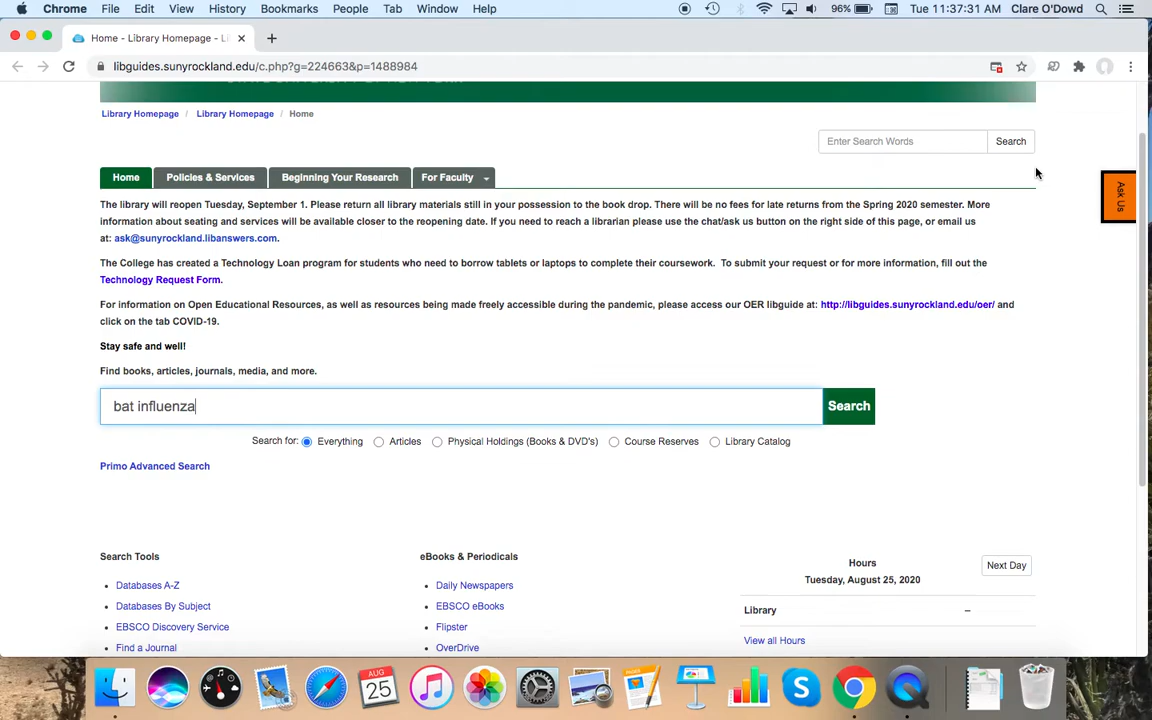 Chrome File Edit View History Bookmarks People Tab Window Help 96% Tue 11:37:31 AM Clare O'Dowd
Home - Library Homepage - Li
libguides.sunyrockland.edu/c.php?g=224663&p=1488984
Library Homepage / Library Homepage / Home
Enter Search Words Search
Home Policies & Services Beginning Your Research For Faculty
Ask Us
The library will reopen Tuesday, September 1. Please return all library materials still in your possession to the book drop. There will be no fees for late returns from the Spring 2020 semester. More
information about seating and services will be available closer to the reopening date. If you need to reach a librarian please use the chat/ask us button on the right side of this page, or email us
at: ask@sunyrockland.libanswers.com.
The College has created a Technology Loan program for students who need to borrow tablets or laptops to complete their coursework. To submit your request or for more information, fill out the
Technology Request Form.
For information on Open Educational Resources, as well as resources being made freely accessible during the pandemic, please access our OER libguide at: http://libguides.sunyrockland.edu/oer/ and
click on the tab COVID-19.
Stay safe and well!
Find books, articles, journals, media, and more.
bat influenza Search
Search for: Everything Articles Physical Holdings (Books & DVD's) Course Reserves Library Catalog
Primo Advanced Search
Search Tools
Databases A-Z
Databases By Subject
EBSCO Discovery Service
Find a Journal
eBooks & Periodicals
Daily Newspapers
EBSCO eBooks
Flipster
OverDrive
Hours
Tuesday, August 25, 2020
Next Day
Library –
View all Hours
AUG
25